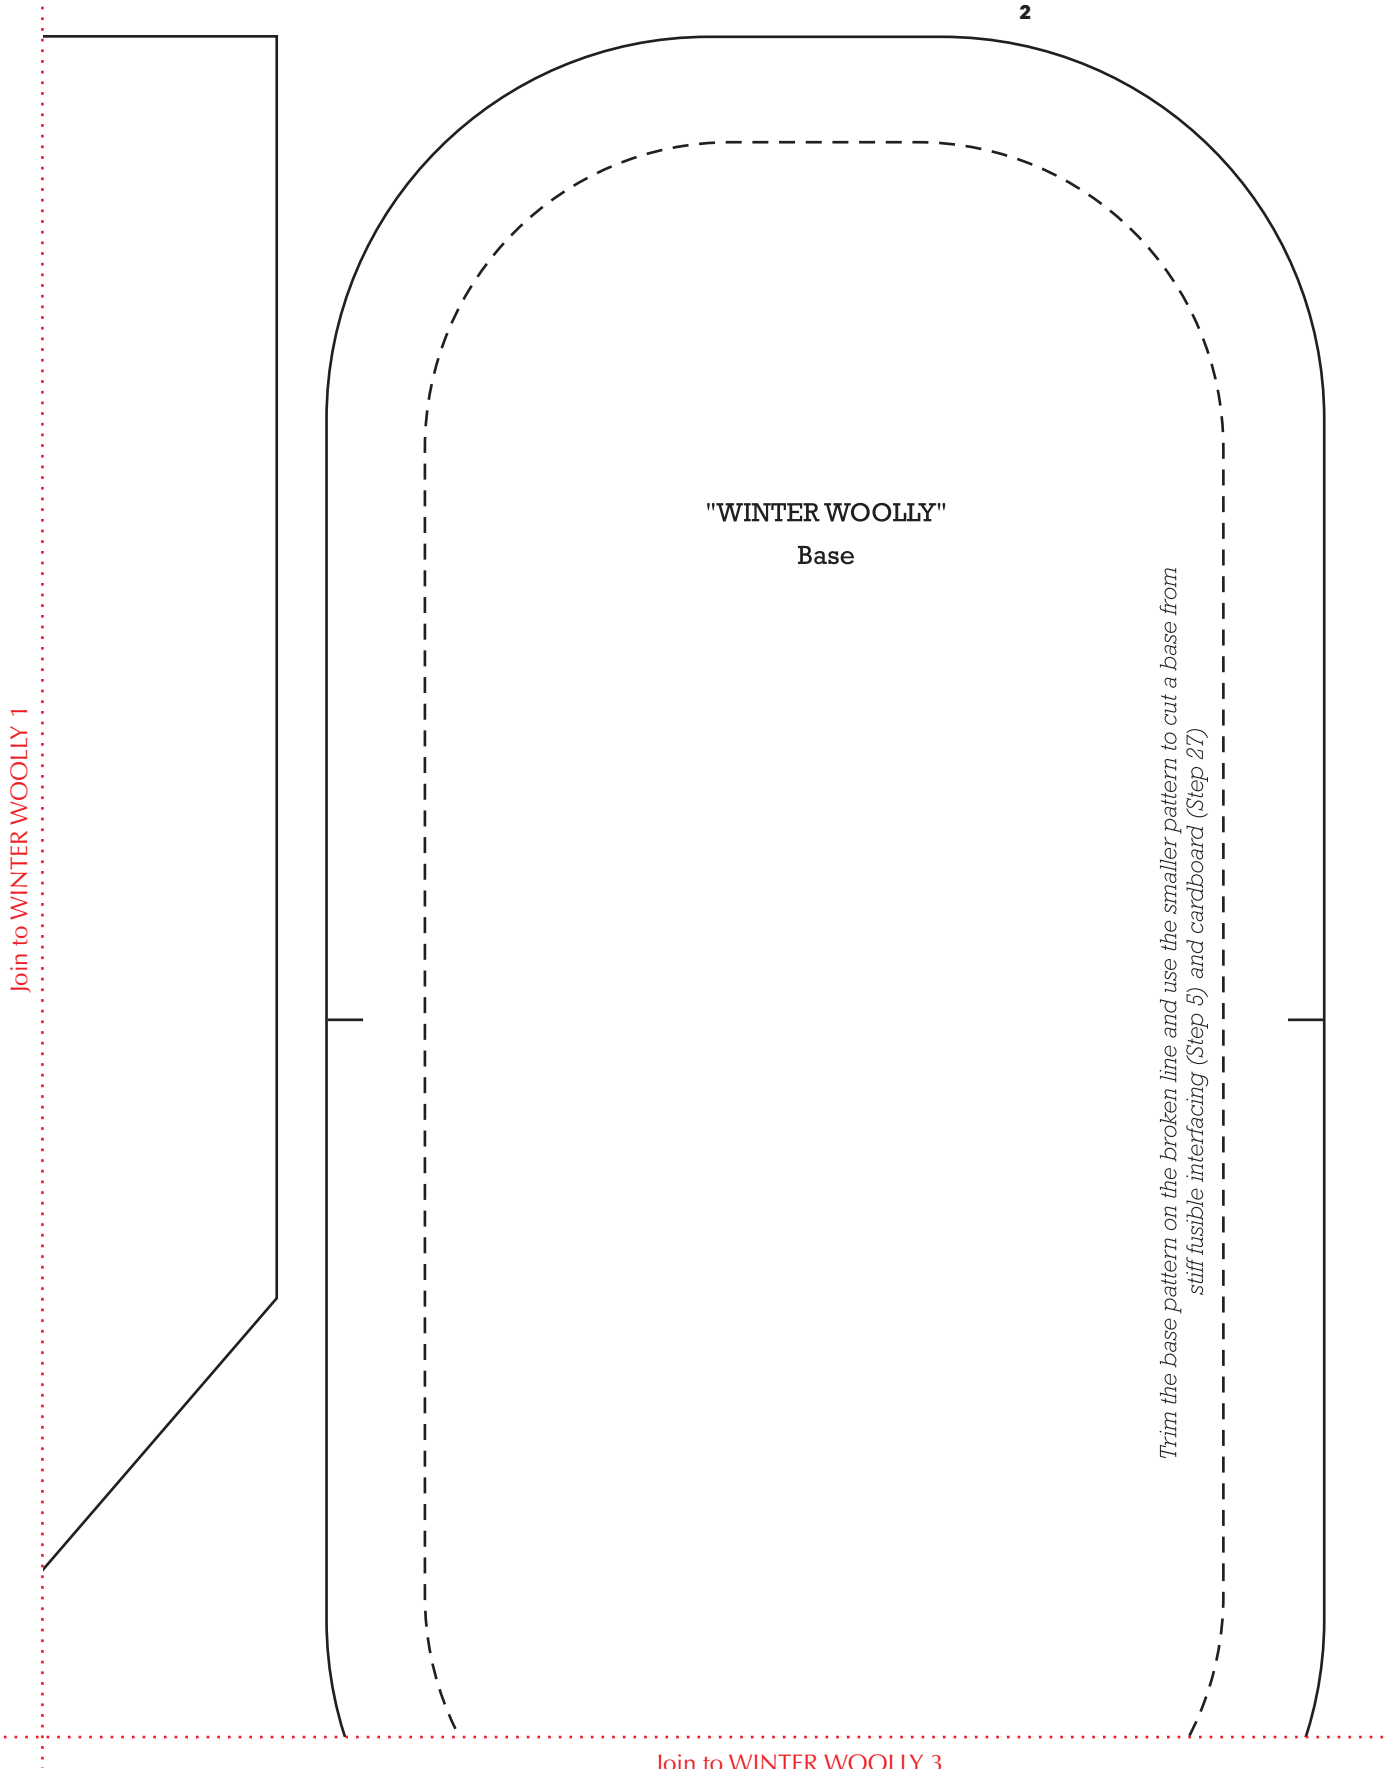 2
"WINTER WOOLLY"
Base
Trim the base pattern on the broken line and use the smaller pattern to cut a base from
stiff fusible interfacing (Step 5) and cardboard (Step 27)
Join to WINTER WOOLLY 1
Join to WINTER WOOLLY 3